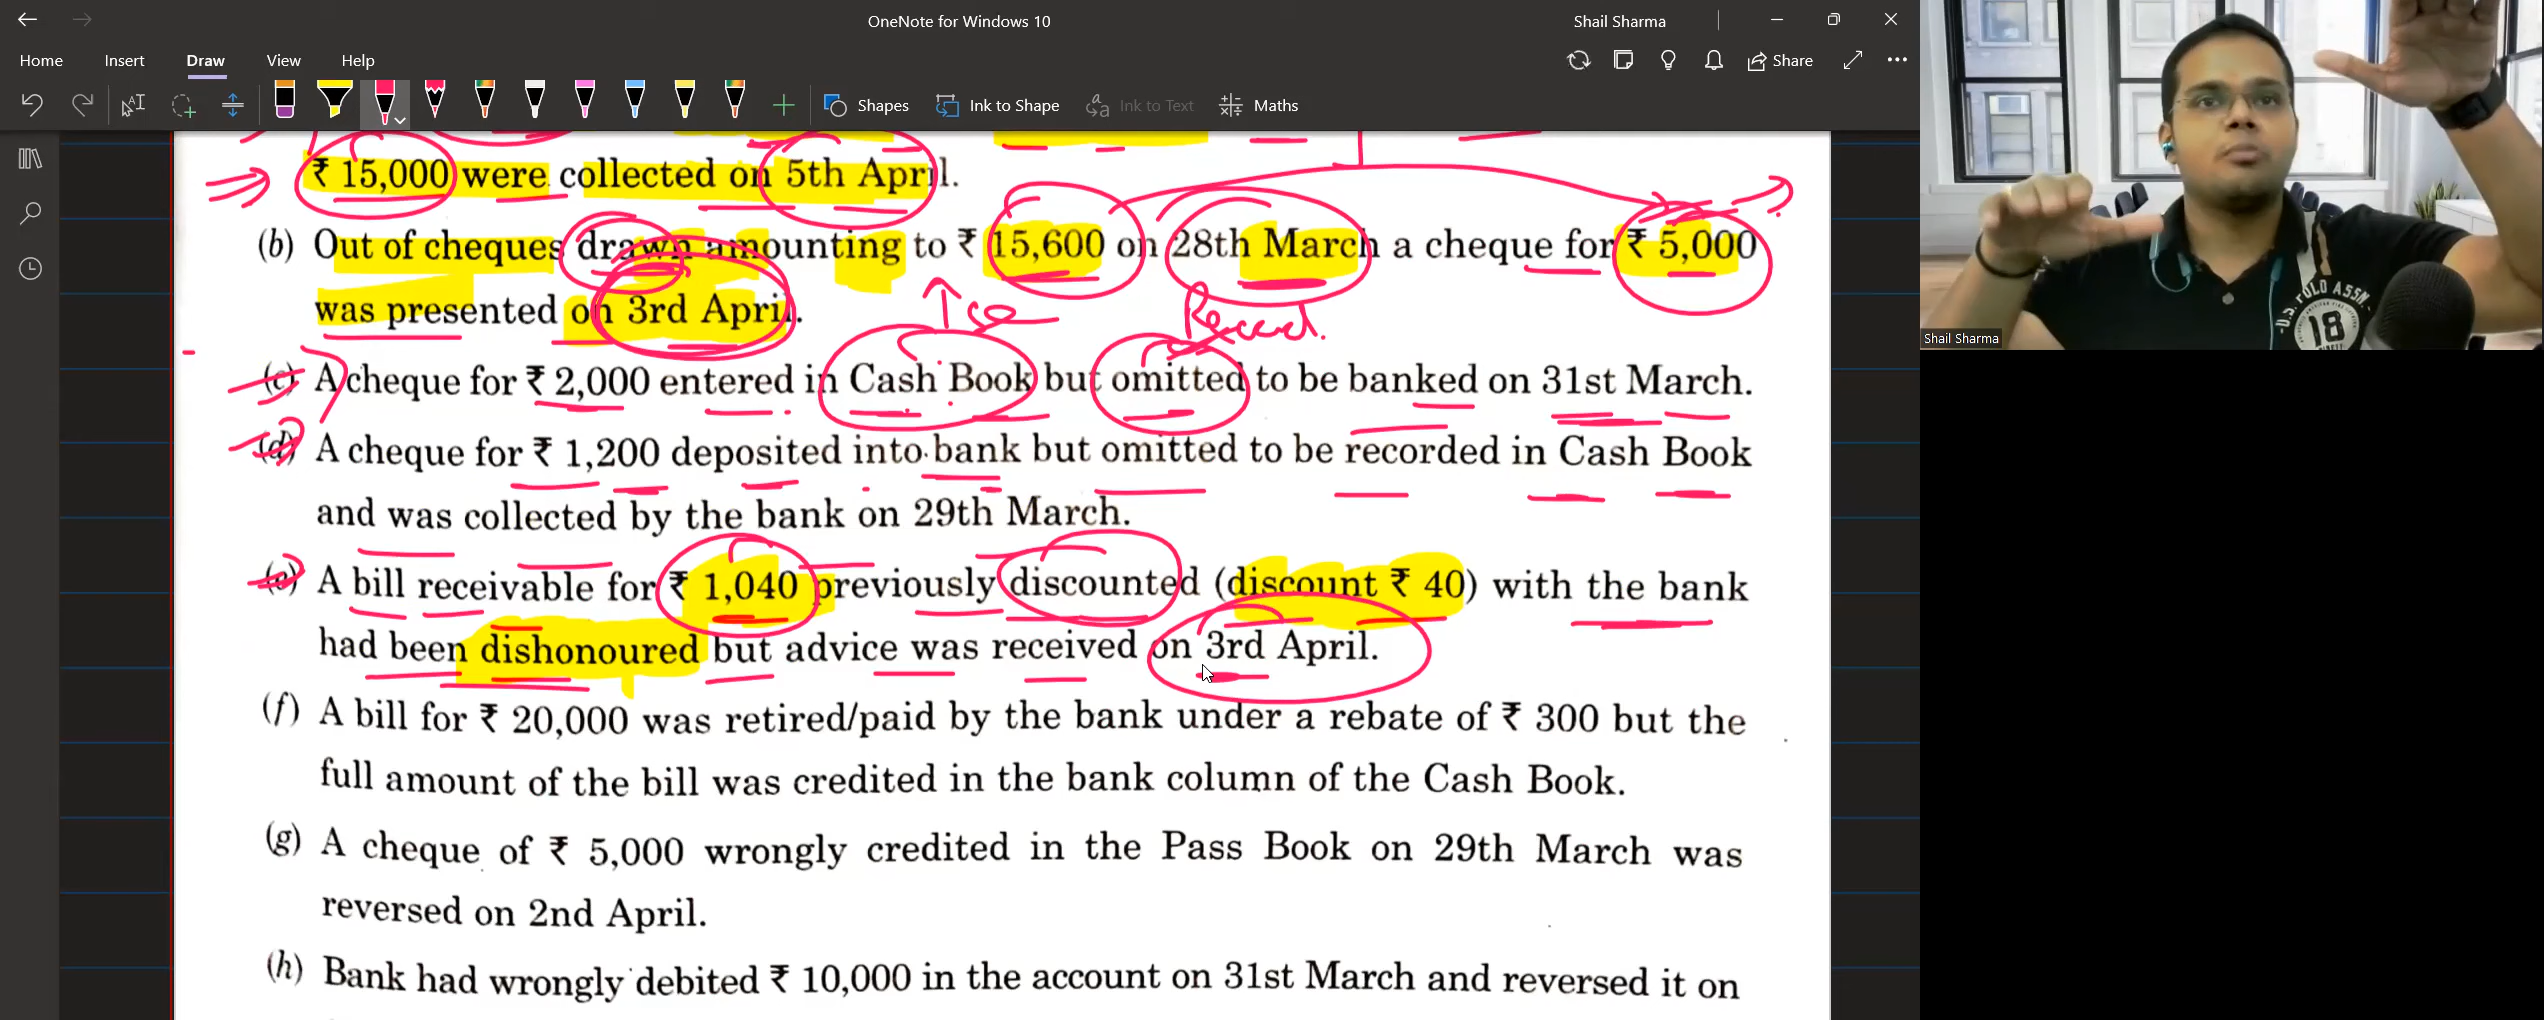 OneNote for Windows 10
Shail Sharma
Home Insert Draw View Help
Share
Shapes Ink to Shape Ink to Text Maths
₹ 15,000 were collected on 5th April.
(b) Out of cheques drawn amounting to ₹ 15,600 on 28th March a cheque for ₹ 5,000
was presented on 3rd April.
Record.
(c) A cheque for ₹ 2,000 entered in Cash Book but omitted to be banked on 31st March.
(d) A cheque for ₹ 1,200 deposited into bank but omitted to be recorded in Cash Book
and was collected by the bank on 29th March.
(e) A bill receivable for ₹ 1,040 previously discounted (discount ₹ 40) with the bank
had been dishonoured but advice was received on 3rd April.
(f) A bill for ₹ 20,000 was retired/paid by the bank under a rebate of ₹ 300 but the
full amount of the bill was credited in the bank column of the Cash Book.
(g) A cheque of ₹ 5,000 wrongly credited in the Pass Book on 29th March was
reversed on 2nd April.
(h) Bank had wrongly debited ₹ 10,000 in the account on 31st March and reversed it on
U.S. POLO ASSN.
18
Shail Sharma